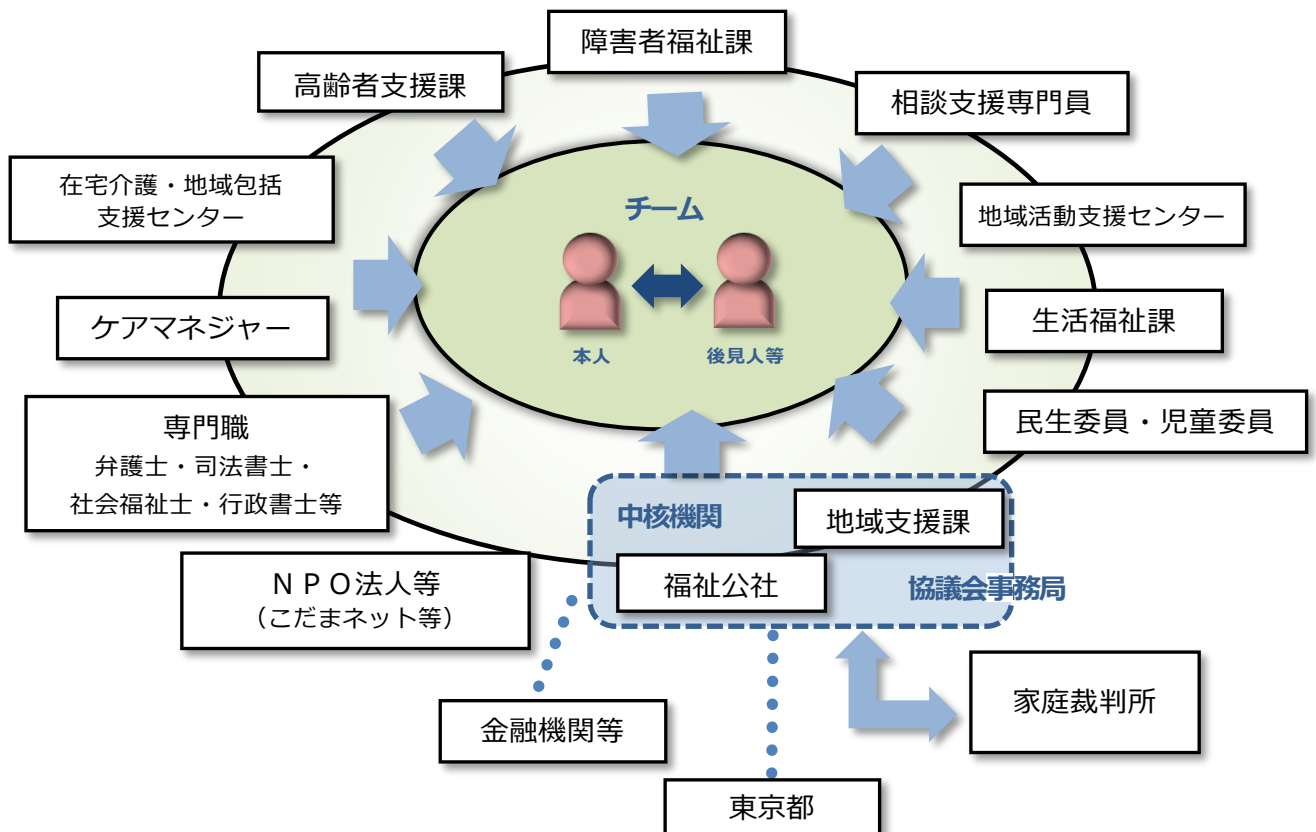 障害者福祉課
高齢者支援課
相談支援専門員
在宅介護・地域包括
支援センター
チーム
地域活動支援センター
ケアマネジャー
生活福祉課
本人
後見人等
専門職
弁護士・司法書士・
社会福祉士・行政書士等
民生委員・児童委員
中核機関
地域支援課
NPO法人等
(こだまネット等)
福祉公社
協議会事務局
金融機関等
家庭裁判所
東京都